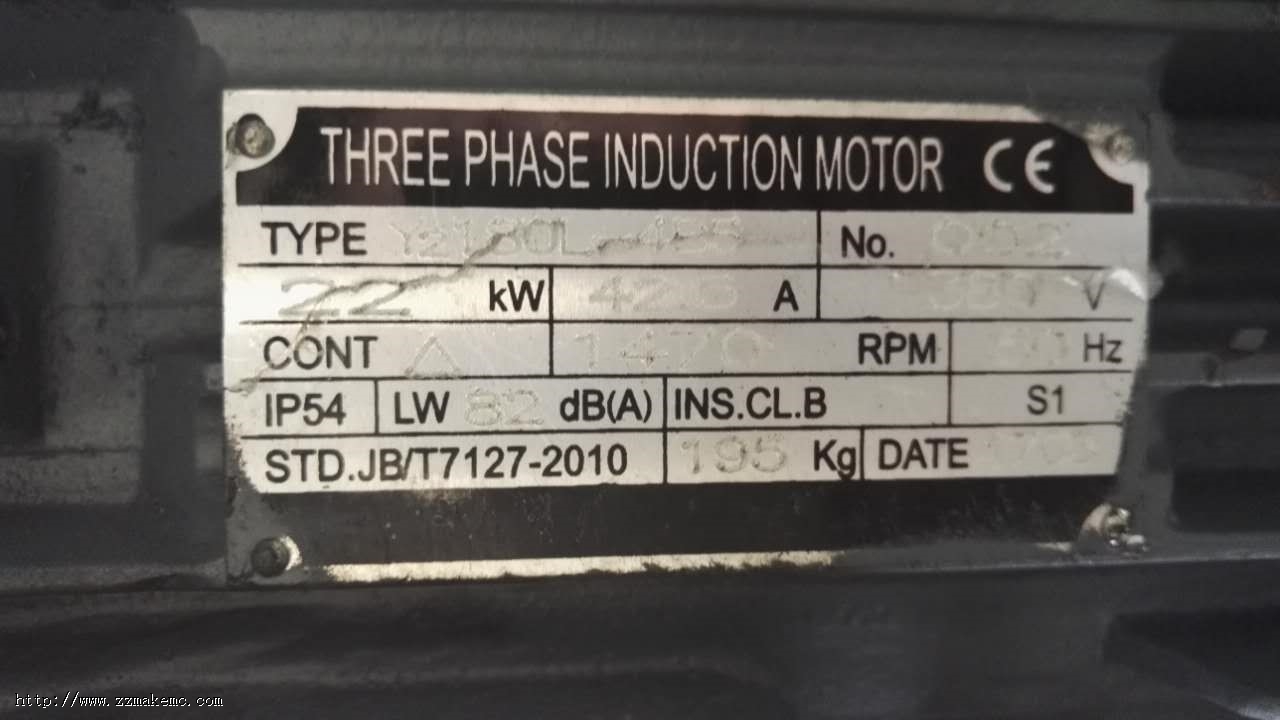 THREE PHASE INDUCTION MOTOR CE
TYPE No.
22 kW A V
CONT △ 1470 RPM Hz
IP54 LW 82 dB(A) INS.CL.B S1
STD.JB/T7127-2010 195 Kg DATE
http://www.zzmakemc.com